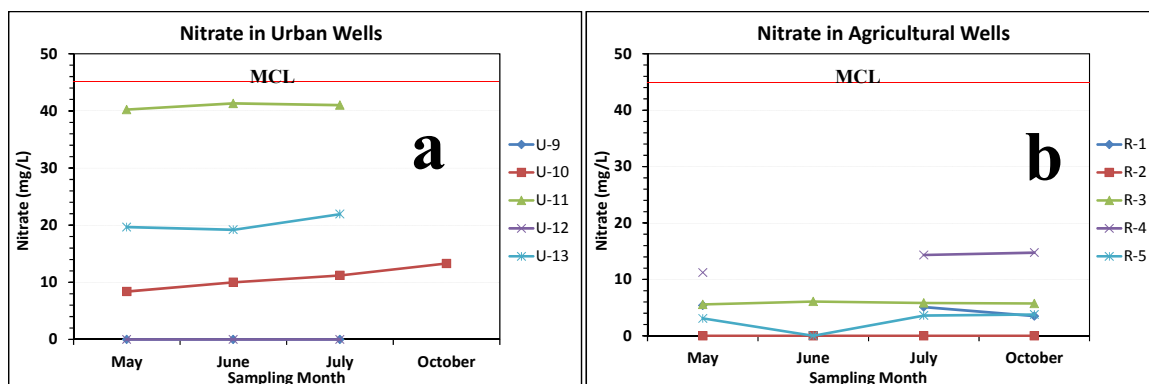 Nitrate in Urban Wells
50
40
30
20
10
0
Nitrate (mg/L)
MCL
a
May June July October
Sampling Month
U-9
U-10
U-11
U-12
U-13
Nitrate in Agricultural Wells
50
40
30
20
10
0
Nitrate (mg/L)
MCL
b
May June July October
Sampling Month
R-1
R-2
R-3
R-4
R-5